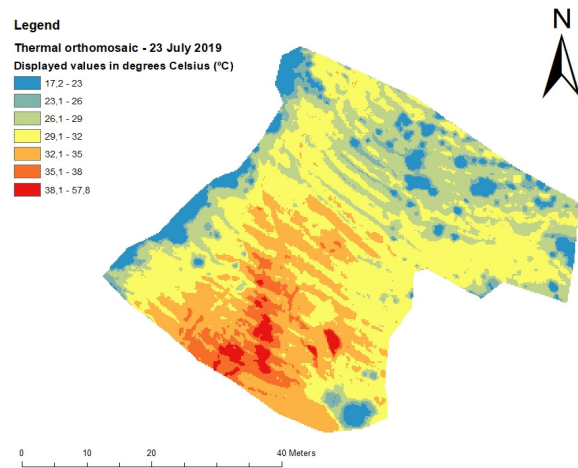 Legend
N
Thermal orthomosaic - 23 July 2019
Displayed values in degrees Celsius (ºC)
17,2 - 23
23,1 - 26
26,1 - 29
29,1 - 32
32,1 - 35
35,1 - 38
38,1 - 57,8
0 10 20 40 Meters